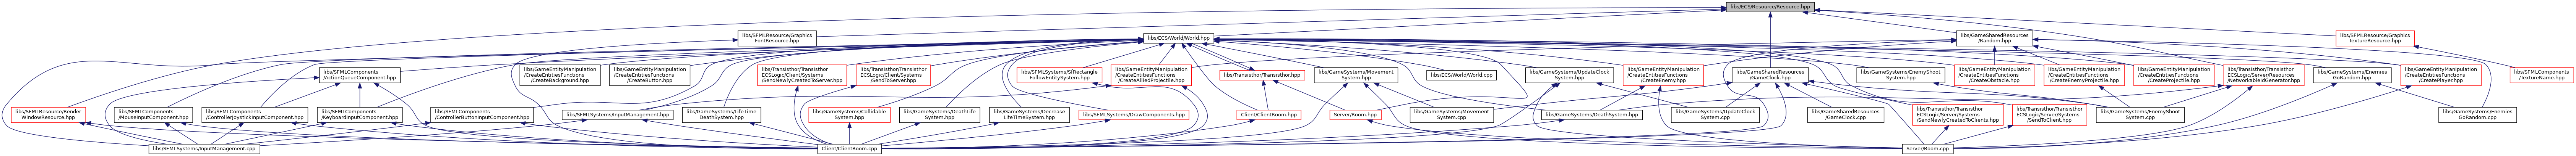 libs/ECS/Resource/Resource.hpp
libs/SFMLResource/Graphics
FontResource.hpp
libs/ECS/World/World.hpp
libs/GameSharedResources
/Random.hpp
libs/SFMLResource/Graphics
TextureResource.hpp
libs/SFMLComponents
/ActionQueueComponent.hpp
libs/GameEntityManipulation
/CreateEntitiesFunctions
/CreateBackground.hpp
libs/GameEntityManipulation
/CreateEntitiesFunctions
/CreateButton.hpp
libs/Transisthor/Transisthor
ECSLogic/Client/Systems
/SendNewlyCreatedToServer.hpp
libs/Transisthor/Transisthor
ECSLogic/Client/Systems
/SendToServer.hpp
libs/SFMLSystems/SFRectangle
FollowEntitySystem.hpp
libs/GameEntityManipulation
/CreateEntitiesFunctions
/CreateAlliedProjectile.hpp
libs/Transisthor/Transisthor.hpp
libs/GameSystems/Movement
System.hpp
libs/ECS/World/World.cpp
libs/GameSystems/UpdateClock
System.hpp
libs/GameEntityManipulation
/CreateEntitiesFunctions
/CreateEnemy.hpp
libs/GameSharedResources
/GameClock.hpp
libs/GameSystems/EnemyShoot
System.hpp
libs/GameEntityManipulation
/CreateEntitiesFunctions
/CreateObstacle.hpp
libs/GameEntityManipulation
/CreateEntitiesFunctions
/CreateEnemyProjectile.hpp
libs/GameEntityManipulation
/CreateEntitiesFunctions
/CreateProjectile.hpp
libs/Transisthor/Transisthor
ECSLogic/Server/Resources
/NetworkableIdGenerator.hpp
libs/GameSystems/Enemies
GoRandom.hpp
libs/GameEntityManipulation
/CreateEntitiesFunctions
/CreatePlayer.hpp
libs/SFMLComponents
/TextureName.hpp
libs/SFMLResource/Render
WindowResource.hpp
libs/SFMLComponents
/MouseInputComponent.hpp
libs/SFMLComponents
/ControllerJoystickInputComponent.hpp
libs/SFMLComponents
/KeyboardInputComponent.hpp
libs/SFMLComponents
/ControllerButtonInputComponent.hpp
libs/SFMLSystems/InputManagement.hpp
libs/GameSystems/LifeTime
DeathSystem.hpp
libs/GameSystems/Collidable
System.hpp
libs/GameSystems/DeathLife
System.hpp
libs/GameSystems/Decrease
LifeTimeSystem.hpp
libs/SFMLSystems/DrawComponents.hpp
Client/ClientRoom.hpp
Server/Room.hpp
libs/GameSystems/Movement
System.cpp
libs/GameSystems/DeathSystem.hpp
libs/GameSystems/UpdateClock
System.cpp
libs/GameSharedResources
/GameClock.cpp
libs/Transisthor/Transisthor
ECSLogic/Server/Systems
/SendNewlyCreatedToClients.hpp
libs/Transisthor/Transisthor
ECSLogic/Server/Systems
/SendToClient.hpp
libs/GameSystems/EnemyShoot
System.cpp
libs/GameSystems/Enemies
GoRandom.cpp
libs/SFMLSystems/InputManagement.cpp
Client/ClientRoom.cpp
Server/Room.cpp